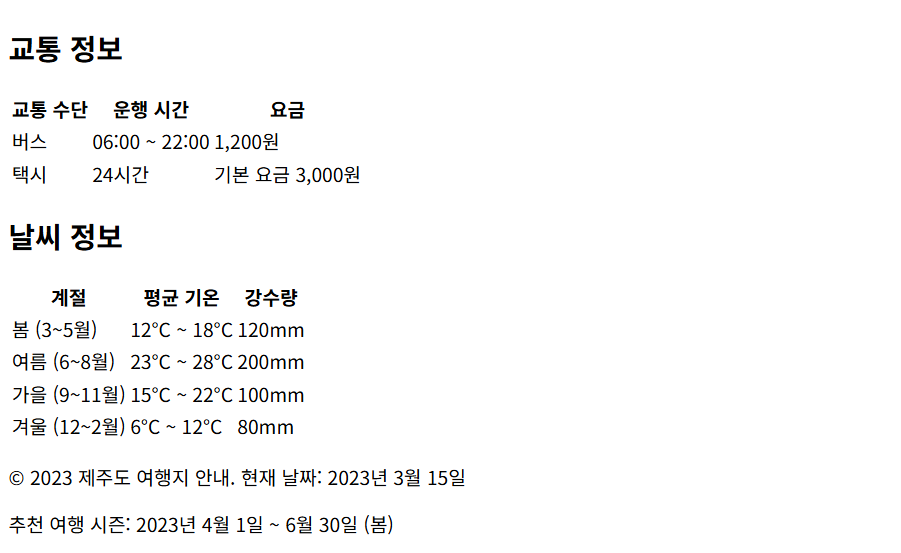 교통 정보
교통 수단 운행 시간 요금
버스 06:00 ~ 22:00 1,200원
택시 24시간 기본 요금 3,000원
날씨 정보
계절 평균 기온 강수량
봄 (3~5월) 12°C ~ 18°C 120mm
여름 (6~8월) 23°C ~ 28°C 200mm
가을 (9~11월) 15°C ~ 22°C 100mm
겨울 (12~2월) 6°C ~ 12°C 80mm
© 2023 제주도 여행지 안내. 현재 날짜: 2023년 3월 15일
추천 여행 시즌: 2023년 4월 1일 ~ 6월 30일 (봄)